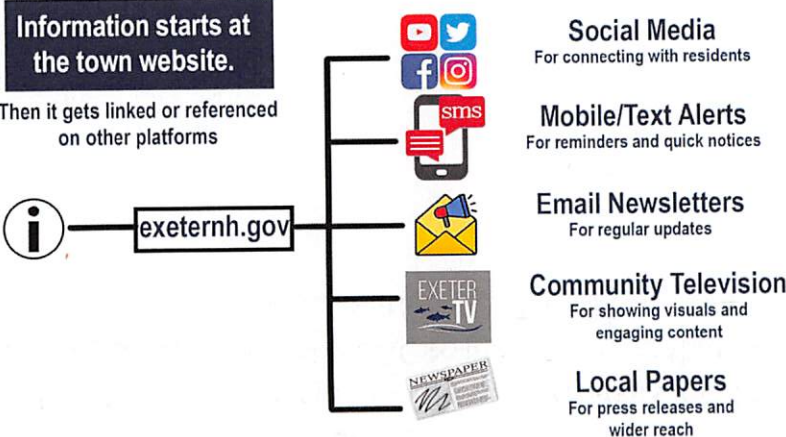 Information starts at
the town website.
Then it gets linked or referenced
on other platforms
i
exeternh.gov
Social Media
For connecting with residents
sms
Mobile/Text Alerts
For reminders and quick notices
Email Newsletters
For regular updates
EXETER
TV
Community Television
For showing visuals and
engaging content
NEWSPAPER
Local Papers
For press releases and
wider reach